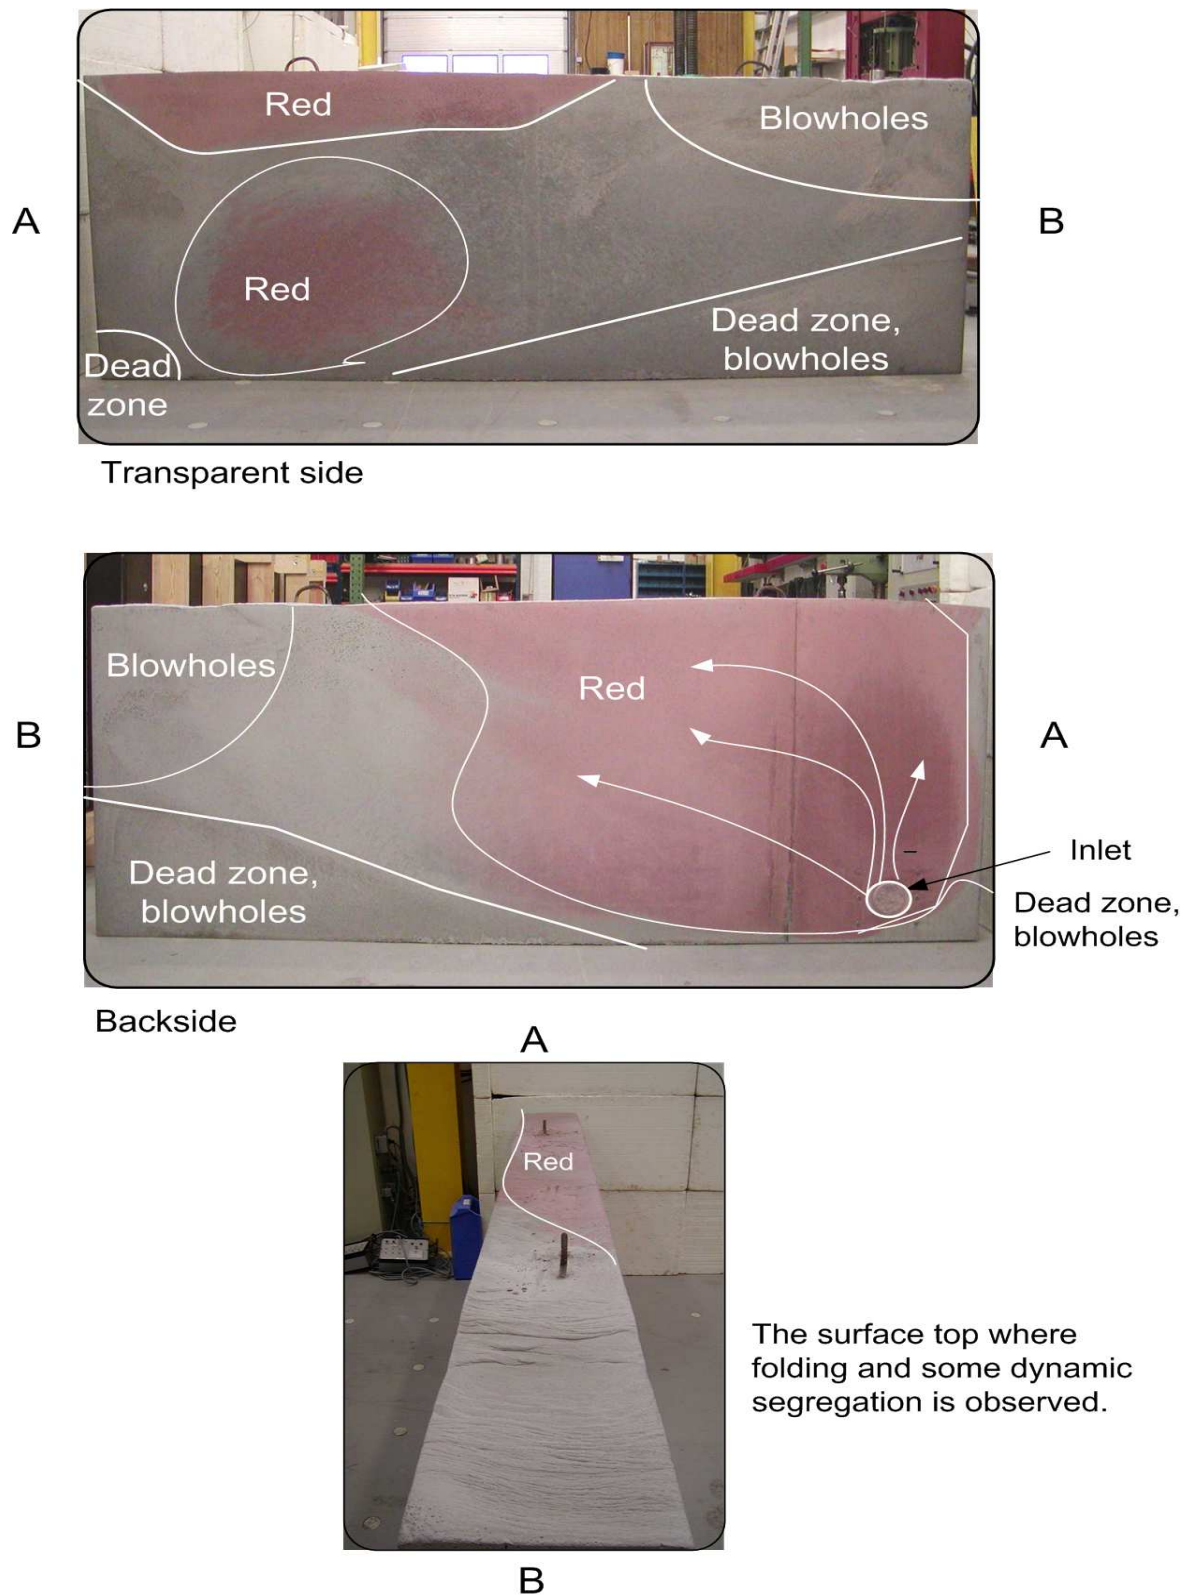 Red
Blowholes
A
B
Red
Dead zone,
blowholes
Dead
zone
Transparent side
Blowholes
Red
B
A
Inlet
Dead zone,
blowholes
Dead zone,
blowholes
Backside
A
Red
The surface top where
folding and some dynamic
segregation is observed.
B